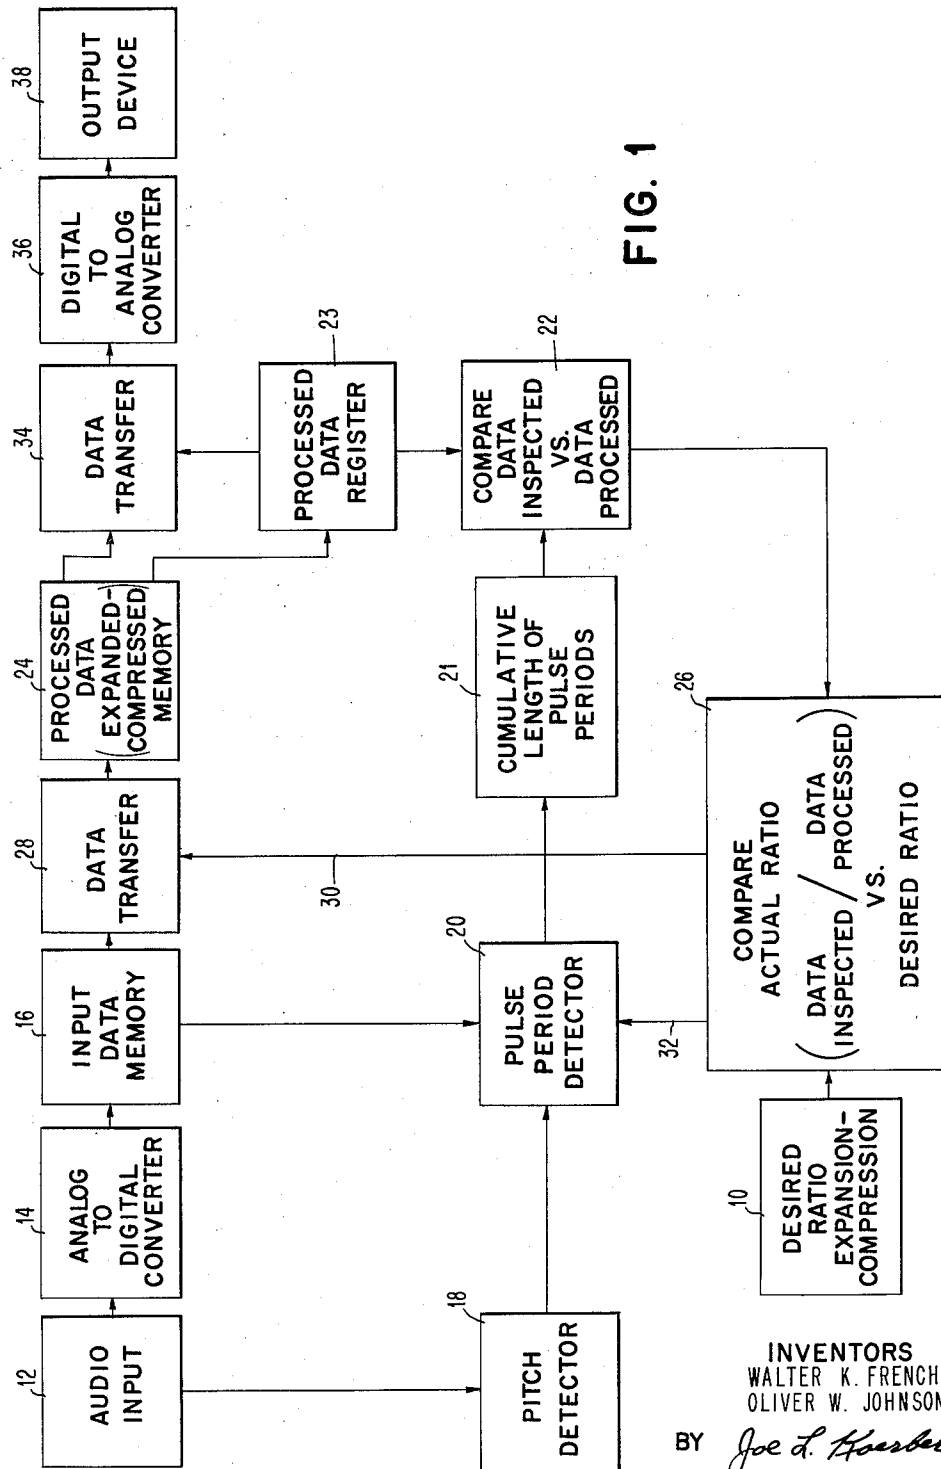 12
AUDIO
INPUT
14
ANALOG
TO
DIGITAL
CONVERTER
16
INPUT
DATA
MEMORY
28
DATA
TRANSFER
24
PROCESSED
DATA
(EXPANDED-
COMPRESSED)
MEMORY
34
DATA
TRANSFER
36
DIGITAL
TO
ANALOG
CONVERTER
38
OUTPUT
DEVICE
23
PROCESSED
DATA
REGISTER
18
PITCH
DETECTOR
20
PULSE
PERIOD
DETECTOR
21
CUMULATIVE
LENGTH OF
PULSE
PERIODS
22
COMPARE
DATA
INSPECTED
VS.
DATA
PROCESSED
30
32
10
DESIRED
RATIO
EXPANSION-
COMPRESSION
26
COMPARE
ACTUAL RATIO
(DATA INSPECTED / DATA PROCESSED)
VS.
DESIRED RATIO
FIG. 1
INVENTORS
WALTER K. FRENCH
OLIVER W. JOHNSON
BY Joe L.